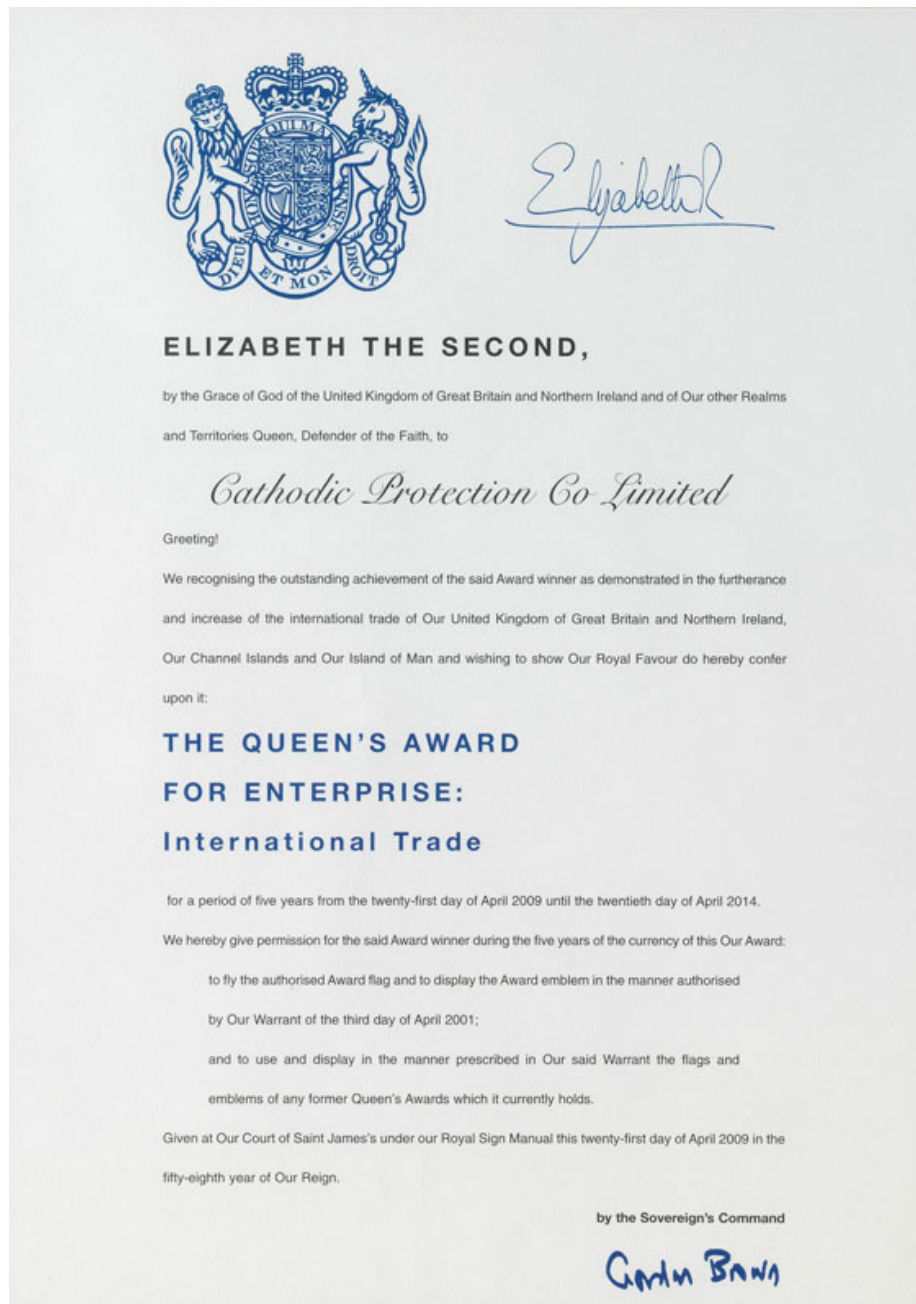 HONI SOIT QUI MAL Y PENSE
Elizabeth R
DIEU ET MON DROIT
ELIZABETH THE SECOND,
by the Grace of God of the United Kingdom of Great Britain and Northern Ireland and of Our other Realms
and Territories Queen, Defender of the Faith, to
Cathodic Protection Co Limited
Greeting!
We recognising the outstanding achievement of the said Award winner as demonstrated in the furtherance
and increase of the international trade of Our United Kingdom of Great Britain and Northern Ireland,
Our Channel Islands and Our Island of Man and wishing to show Our Royal Favour do hereby confer
upon it:
THE QUEEN'S AWARD
FOR ENTERPRISE:
International Trade
for a period of five years from the twenty-first day of April 2009 until the twentieth day of April 2014.
We hereby give permission for the said Award winner during the five years of the currency of this Our Award:
to fly the authorised Award flag and to display the Award emblem in the manner authorised
by Our Warrant of the third day of April 2001;
and to use and display in the manner prescribed in Our said Warrant the flags and
emblems of any former Queen's Awards which it currently holds.
Given at Our Court of Saint James's under our Royal Sign Manual this twenty-first day of April 2009 in the
fifty-eighth year of Our Reign.
by the Sovereign's Command
Gordon Brown